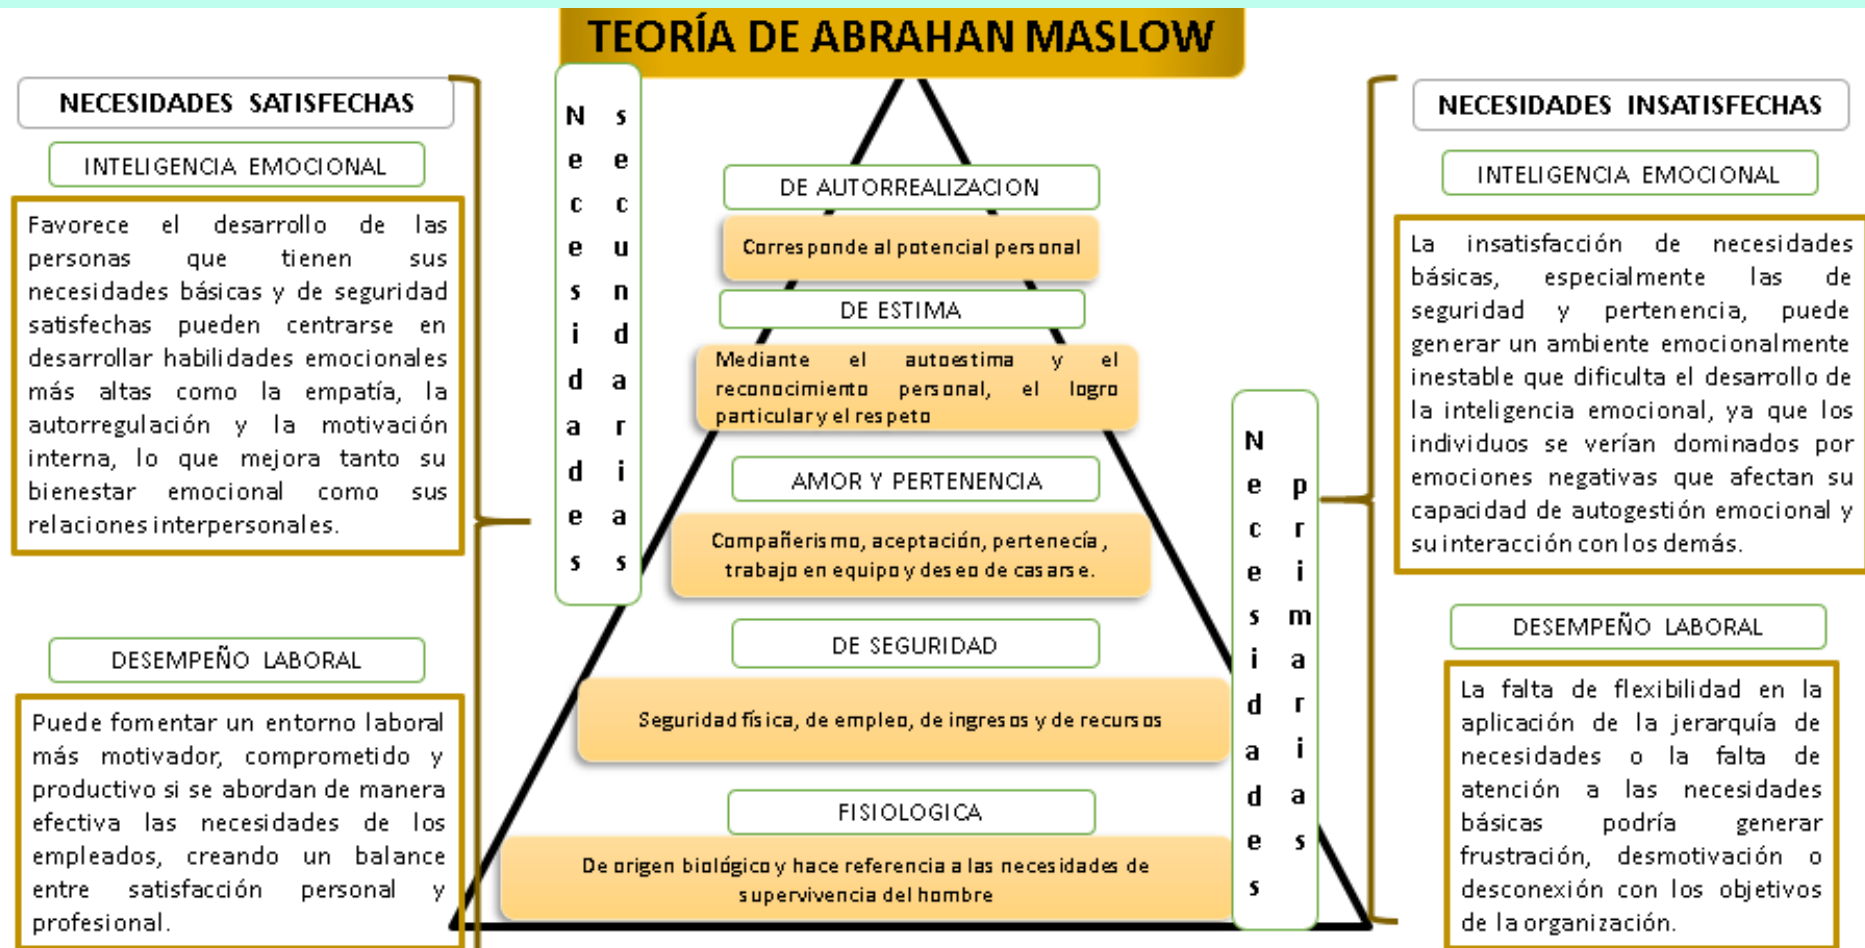 TEORÍA DE ABRAHAN MASLOW
NECESIDADES SATISFECHAS
INTELIGENCIA EMOCIONAL
Favorece el desarrollo de las
personas que tienen sus
necesidades básicas y de seguridad
satisfechas pueden centrarse en
desarrollar habilidades emocionales
más altas como la empatía, la
autorregulación y la motivación
interna, lo que mejora tanto su
bienestar emocional como sus
relaciones interpersonales.
DESEMPEÑO LABORAL
Puede fomentar un entorno laboral
más motivador, comprometido y
productivo si se abordan de manera
efectiva las necesidades de los
empleados, creando un balance
entre satisfacción personal y
profesional.
Necesidades
secundarias
DE AUTORREALIZACION
Corresponde al potencial personal
DE ESTIMA
Mediante el autoestima y el
reconocimiento personal, el logro
particular y el respeto
AMOR Y PERTENENCIA
Compañerismo, aceptación, pertenecía,
trabajo en equipo y deseo de casarse.
DE SEGURIDAD
Seguridad física, de empleo, de ingresos y de recursos
FISIOLOGICA
De origen biológico y hace referencia a las necesidades de
supervivencia del hombre
Necesidades
primarias
NECESIDADES INSATISFECHAS
INTELIGENCIA EMOCIONAL
La insatisfacción de necesidades
básicas, especialmente las de
seguridad y pertenencia, puede
generar un ambiente emocionalmente
inestable que dificulta el desarrollo de
la inteligencia emocional, ya que los
individuos se verían dominados por
emociones negativas que afectan su
capacidad de autogestión emocional y
su interacción con los demás.
DESEMPEÑO LABORAL
La falta de flexibilidad en la
aplicación de la jerarquía de
necesidades o la falta de
atención a las necesidades
básicas podría generar
frustración, desmotivación o
desconexión con los objetivos
de la organización.